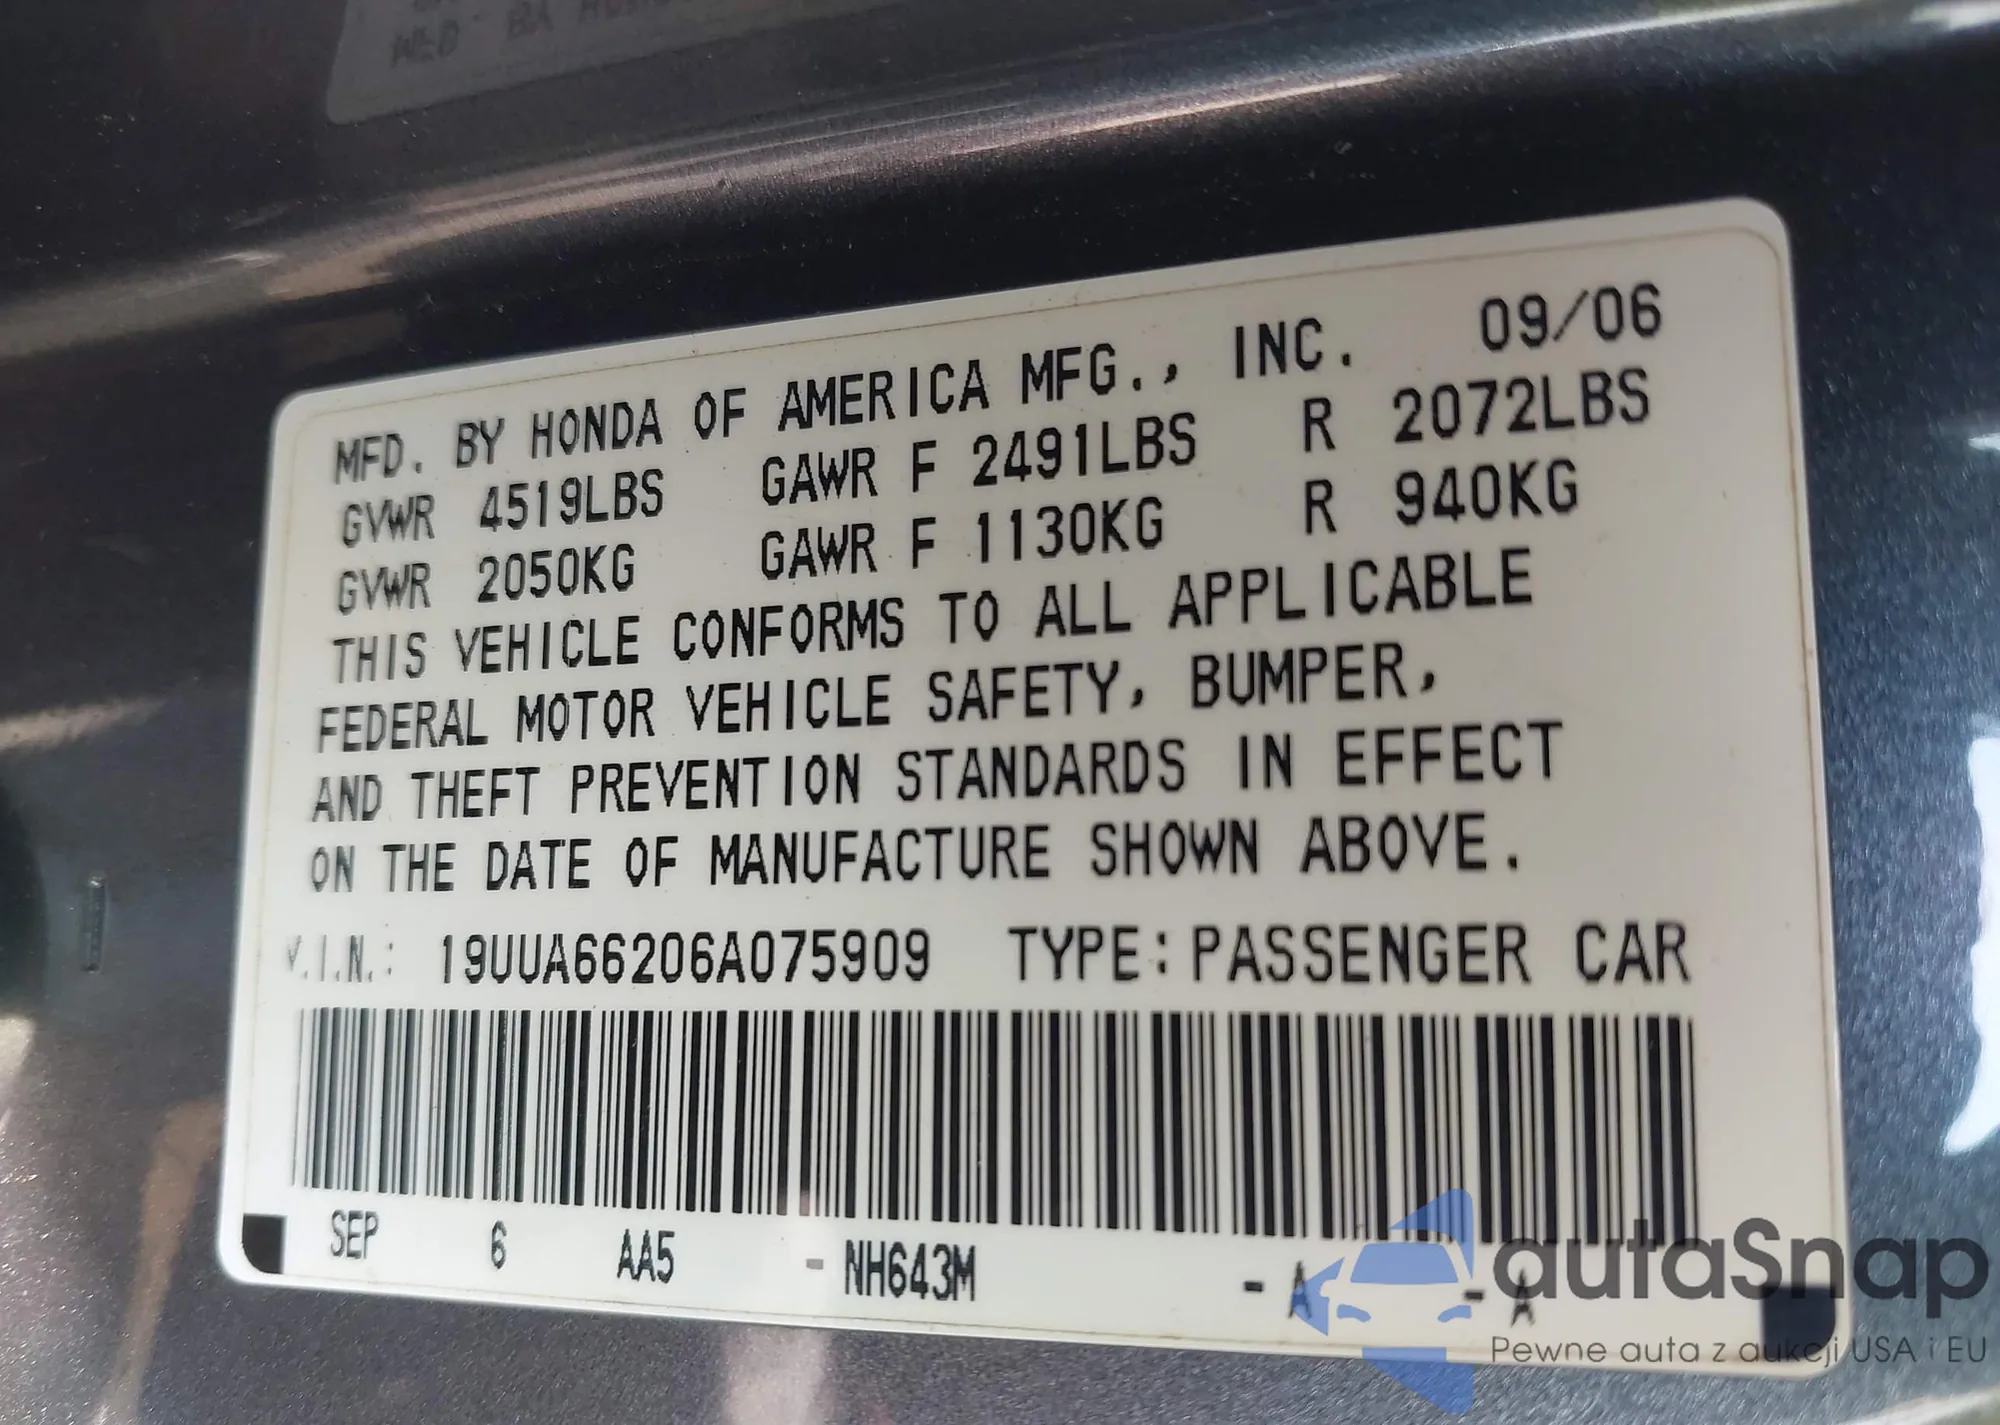 MFD. BY HONDA OF AMERICA MFG., INC. 09/06
GVWR 4519LBS GAWR F 2491LBS R 2072LBS
GVWR 2050KG GAWR F 1130KG R 940KG
THIS VEHICLE CONFORMS TO ALL APPLICABLE
FEDERAL MOTOR VEHICLE SAFETY, BUMPER,
AND THEFT PREVENTION STANDARDS IN EFFECT
ON THE DATE OF MANUFACTURE SHOWN ABOVE.
V.I.N.: 19UUA66206A075909 TYPE: PASSENGER CAR
SEP 6 AA5 - NH643M - A - A
autaSnap
Pewne auta z aukcji USA i EU